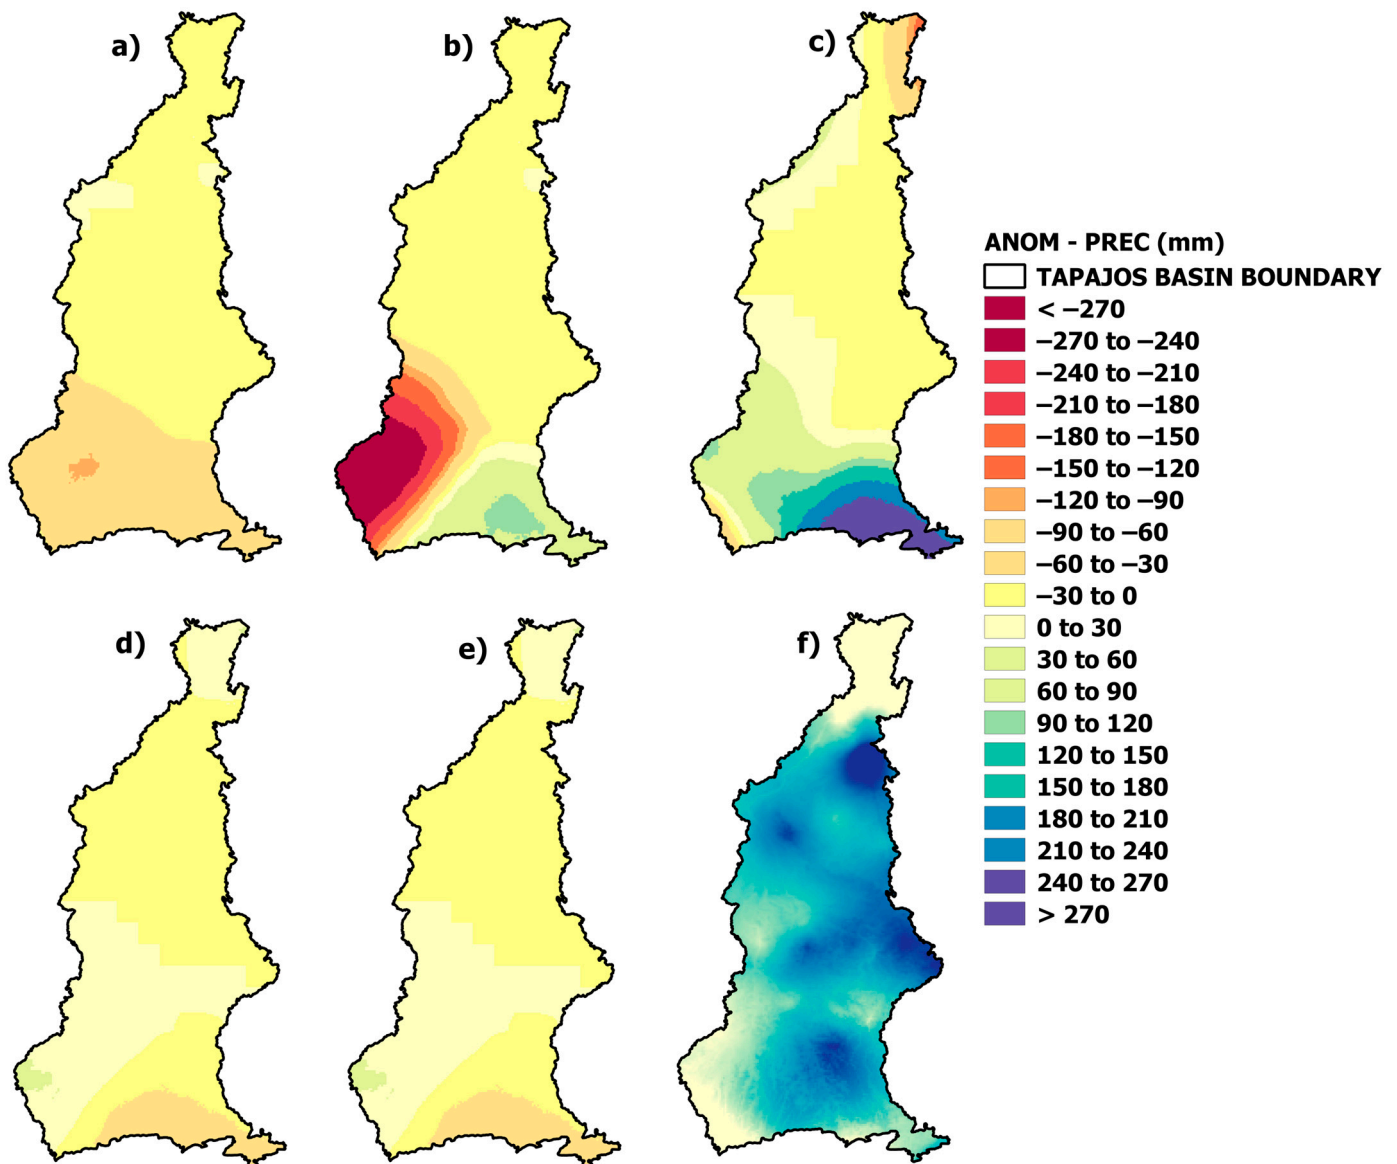 a)
b)
c)
ANOM - PREC (mm)
TAPAJOS BASIN BOUNDARY
< −270
−270 to −240
−240 to −210
−210 to −180
−180 to −150
−150 to −120
−120 to −90
−90 to −60
−60 to −30
−30 to 0
0 to 30
30 to 60
60 to 90
90 to 120
120 to 150
150 to 180
180 to 210
210 to 240
240 to 270
> 270
d)
e)
f)